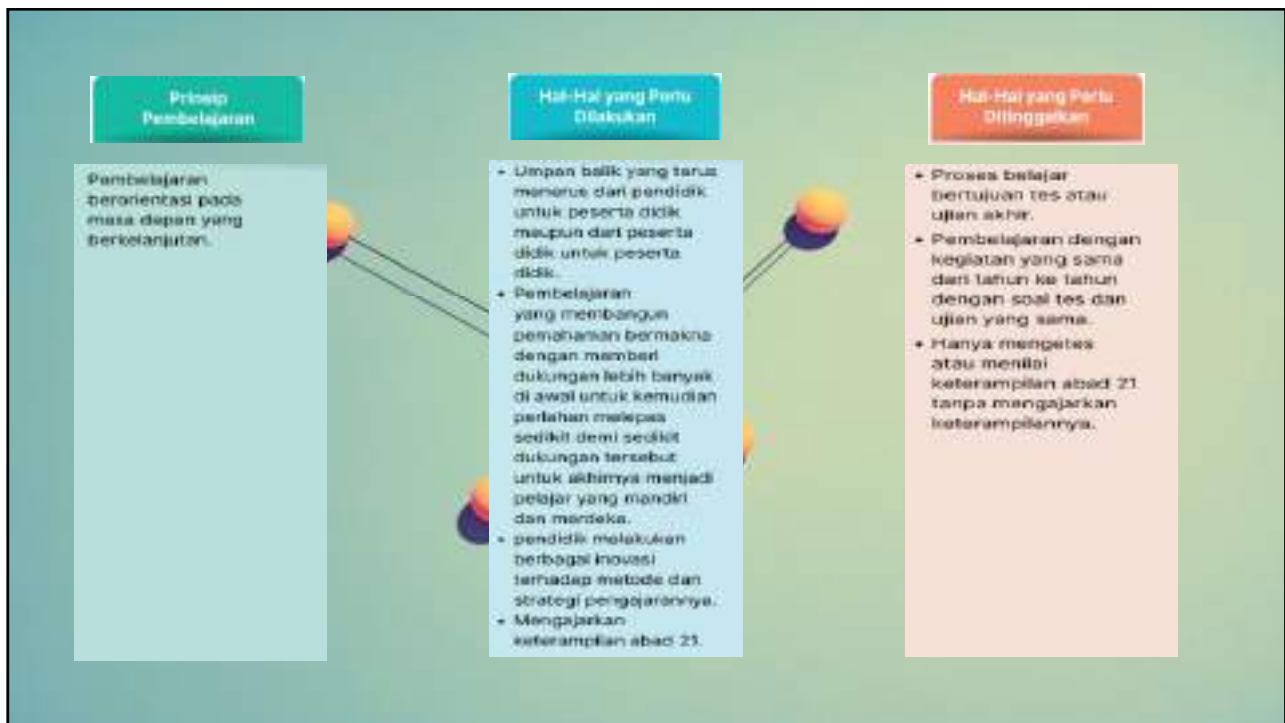 Prinsip
Pembelajaran
Pembelajaran
berorientasi pada
masa depan yang
berkelanjutan.
Hal-Hal yang Perlu
Dilakukan
• Umpan balik yang terus
menerus dari pendidik
untuk peserta didik
maupun dari peserta
didik untuk peserta
didik.
• Pembelajaran
yang membangun
pemahaman bermakna
dengan memberi
dukungan lebih banyak
di awal untuk kemudian
perlahan melepas
sedikit demi sedikit
dukungan tersebut
untuk akhirnya menjadi
pelajar yang mandiri
dan merdeka.
• pendidik melakukan
berbagai inovasi
terhadap metode dan
strategi pengajarannya.
• Mengajarkan
keterampilan abad 21.
Hal-Hal yang Perlu
Ditinggalkan
• Proses belajar
bertujuan tes atau
ujian akhir.
• Pembelajaran dengan
kegiatan yang sama
dari tahun ke tahun
dengan soal tes dan
ujian yang sama.
• Hanya mengetes
atau menilai
keterampilan abad 21
tanpa mengajarkan
keterampilannya.